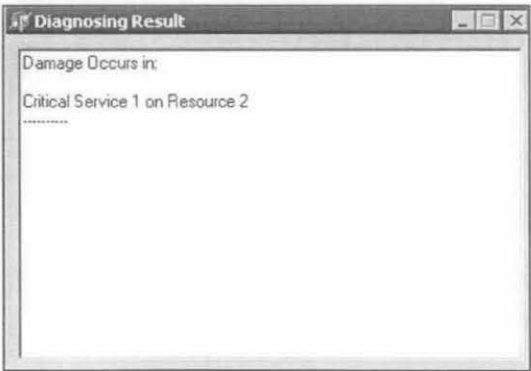 Diagnosing Result
Damage Occurs in:
Critical Service 1 on Resource 2
----------